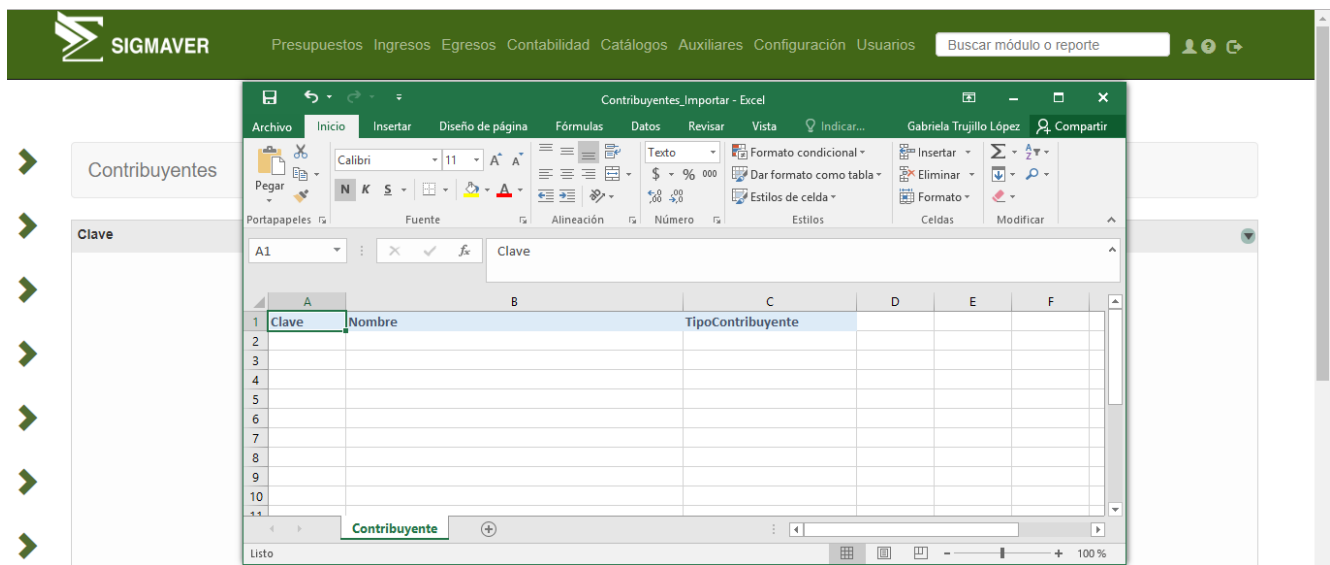 SIGMAVER
Presupuestos Ingresos Egresos Contabilidad Catálogos Auxiliares Configuración Usuarios Buscar módulo o reporte
Contribuyentes_Importar - Excel
Archivo Inicio Insertar Diseño de página Fórmulas Datos Revisar Vista Indicar... Gabriela Trujillo López Compartir
Contribuyentes
Pegar
Calibri 11 A A
N K S A
Texto
$ % 000
Formato condicional
Dar formato como tabla
Estilos de celda
Insertar
Eliminar
Formato
Portapapeles Fuente Alineación Número Estilos Celdas Modificar
Clave
A1 fx Clave
A B C D E F
1 Clave Nombre TipoContribuyente
2
3
4
5
6
7
8
9
10
11
Contribuyente
Listo 100 %